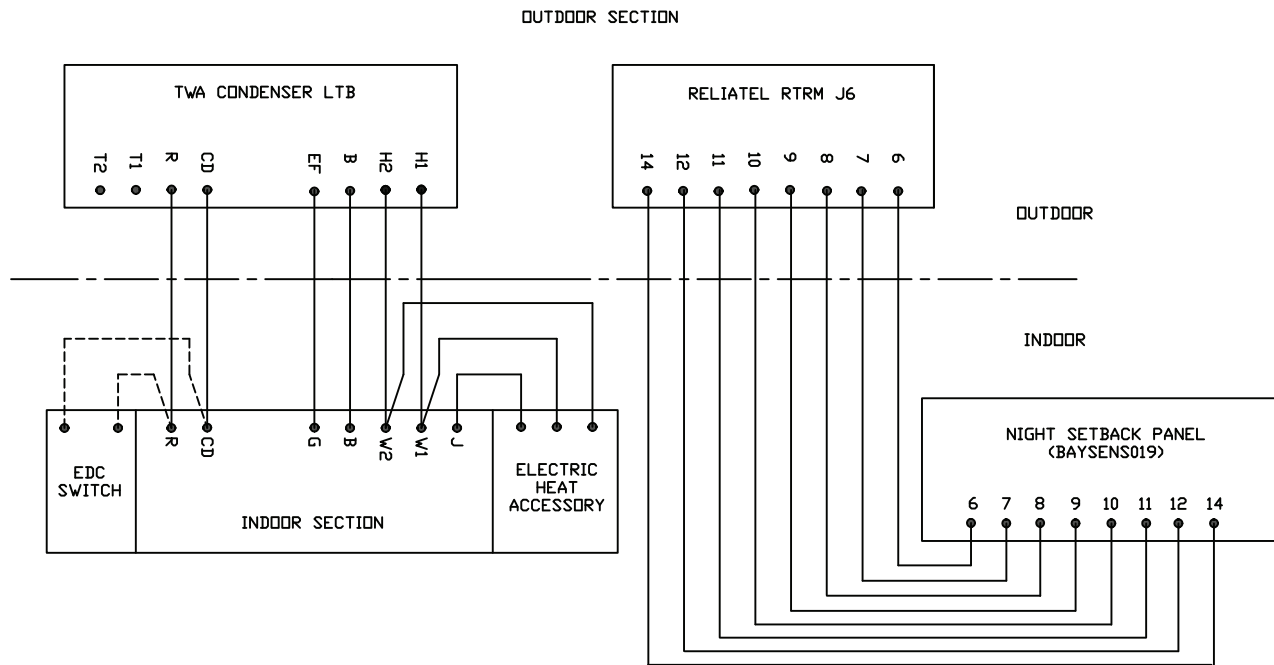 OUTDOOR SECTION
TWA CONDENSER LTB
T2 T1 R CD EF B H2 H1
RELIATEL RTRM J6
14 12 11 10 9 8 7 6
OUTDOOR
INDOOR
EDC
SWITCH
R CD G B W2 W1 J
INDOOR SECTION
ELECTRIC
HEAT
ACCESSORY
NIGHT SETBACK PANEL
(BAYSENS019)
6 7 8 9 10 11 12 14